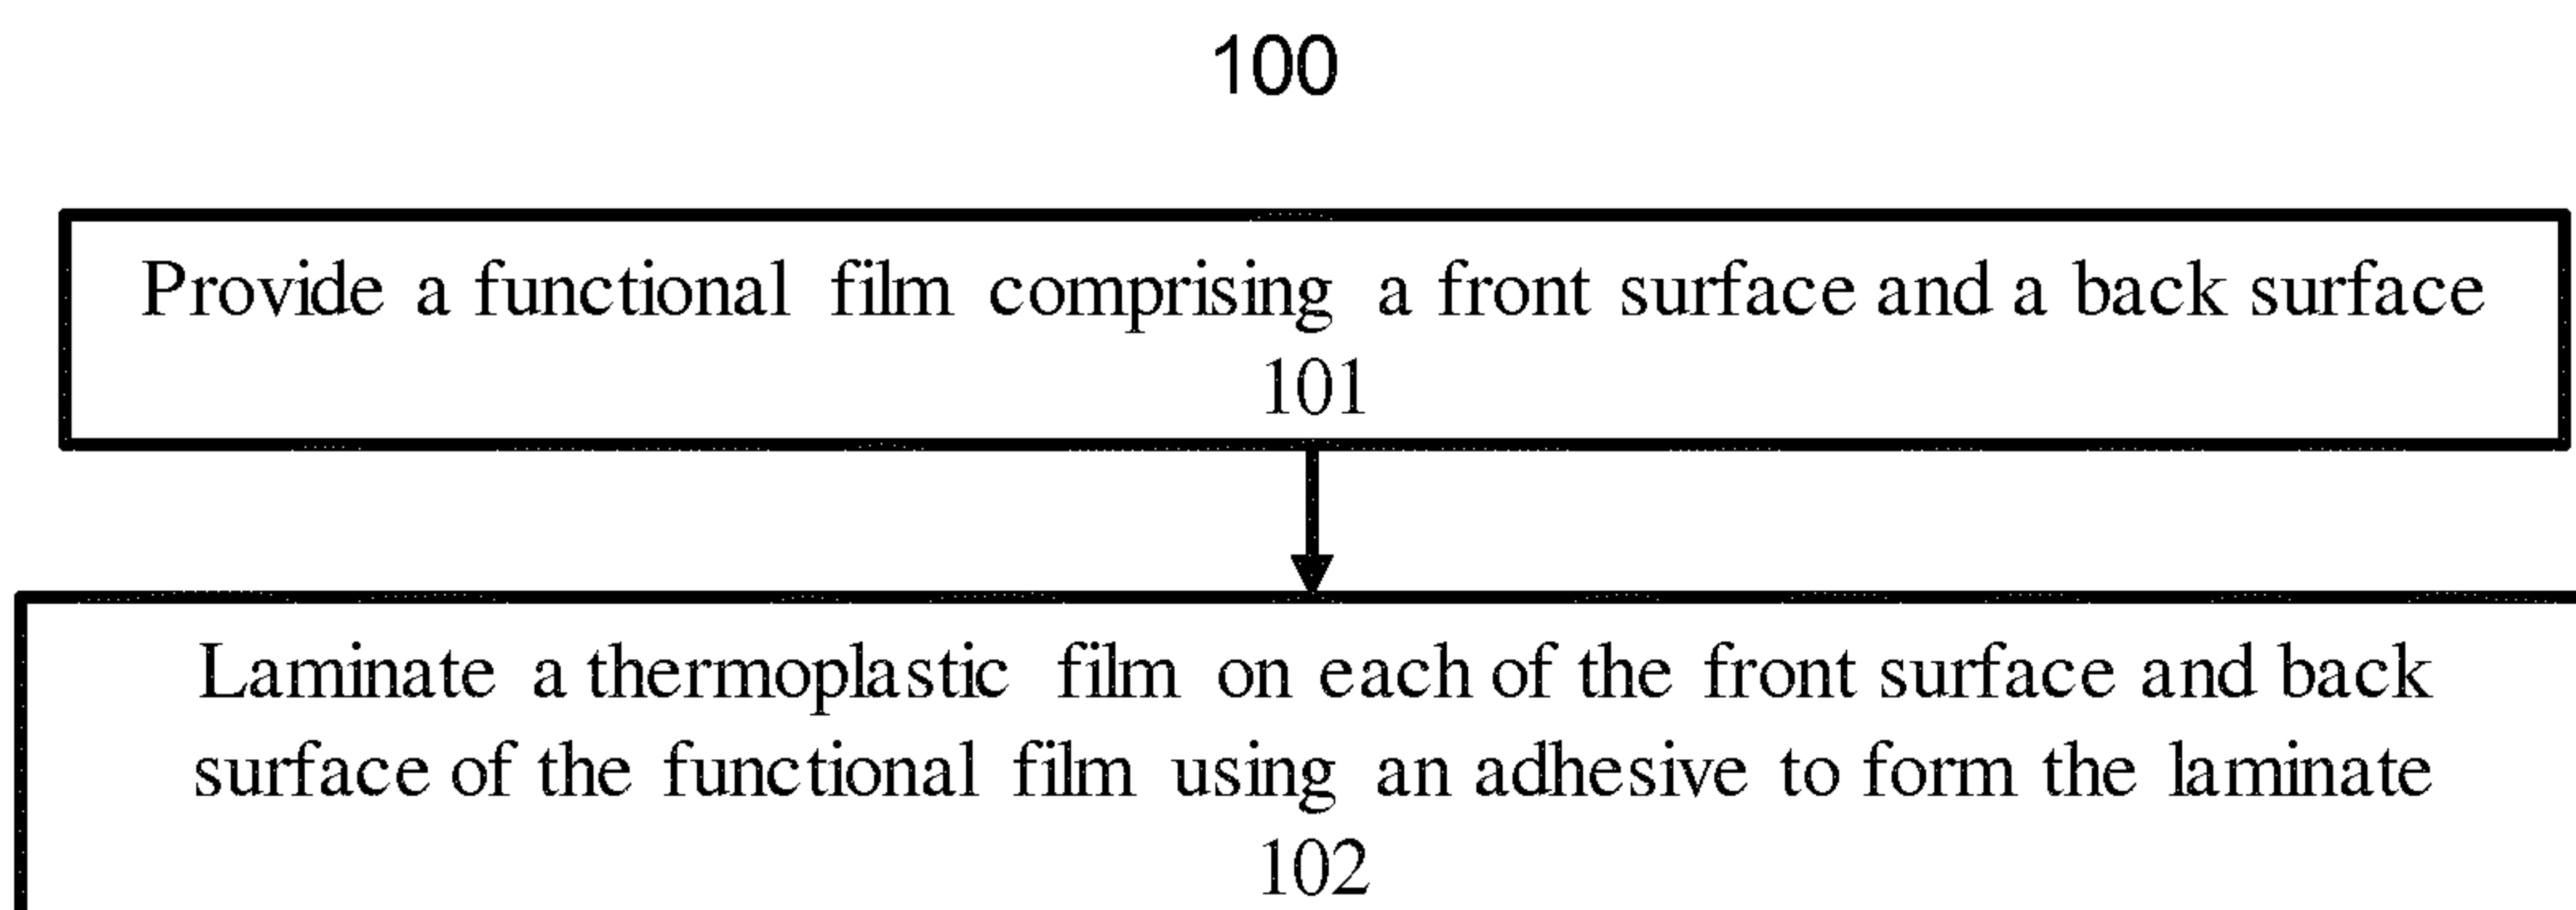 100
Provide a functional film comprising a front surface and a back surface
101
Laminate a thermoplastic film on each of the front surface and back
surface of the functional film using an adhesive to form the laminate
102